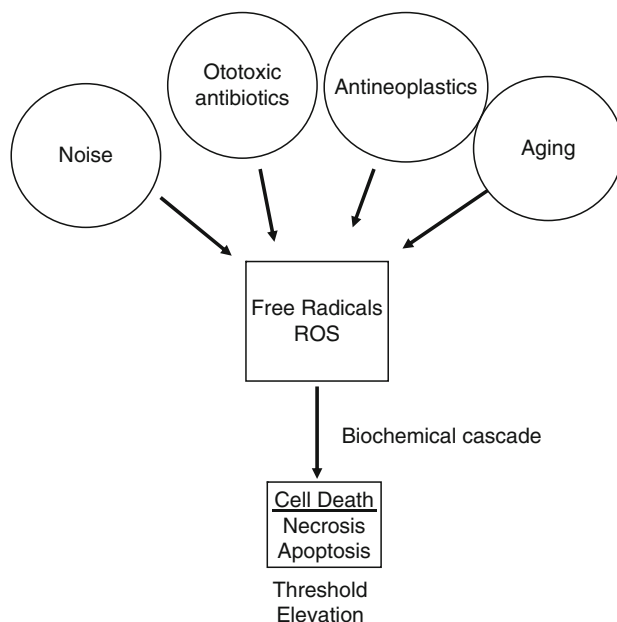 Noise
Ototoxic
antibiotics
Antineoplastics
Aging
Free Radicals
ROS
Biochemical cascade
Cell Death
Necrosis
Apoptosis
Threshold
Elevation